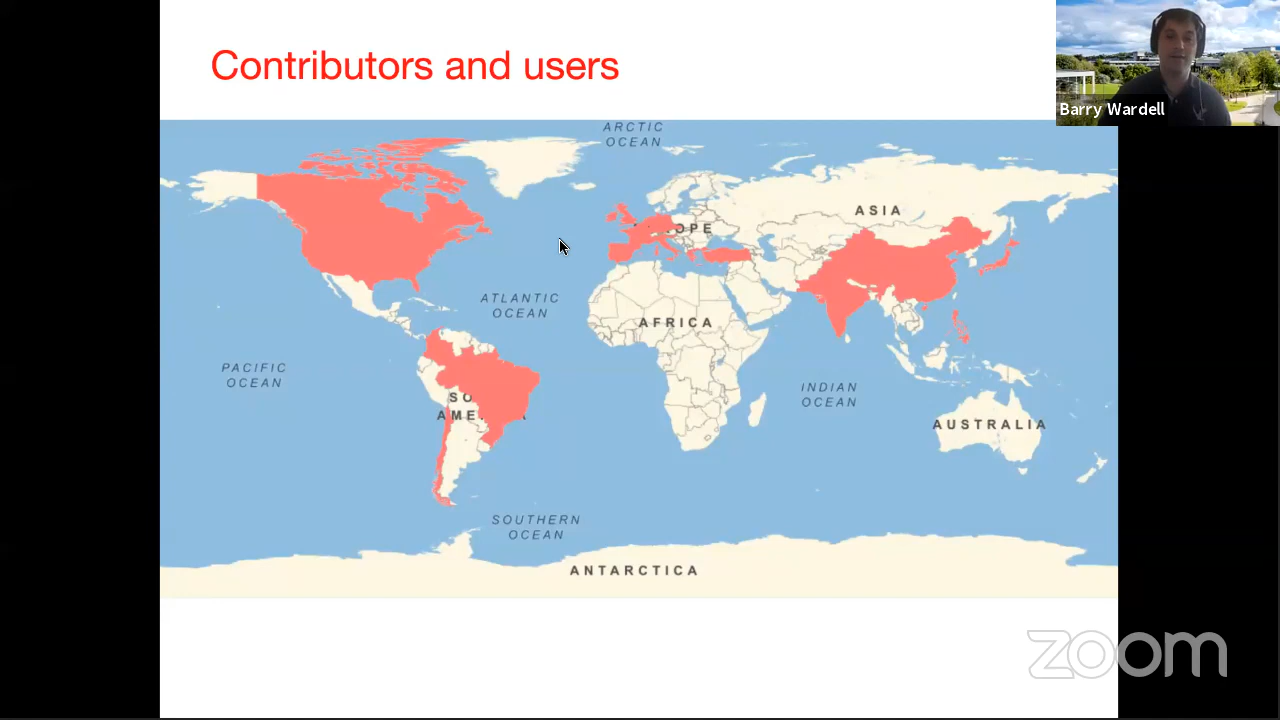 Contributors and users
Barry Wardell
ARCTIC
OCEAN
ASIA
ATLANTIC
OCEAN
AFRICA
PACIFIC
OCEAN
INDIAN
OCEAN
AUSTRALIA
SOUTHERN
OCEAN
ANTARCTICA
zoom